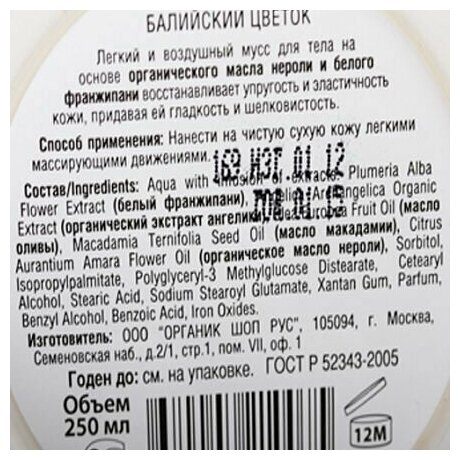 БАЛИЙСКИЙ ЦВЕТОК
Легкий и воздушный мусс для тела на
основе органического масла нероли и белого
франжипани восстанавливает упругость и эластичность
кожи, придавая ей гладкость и шелковистость.
Способ применения: Нанести на чистую сухую кожу легкими
массирующими движениями.
Состав/Ingredients: Aqua with infusion of extracts: Plumeria Alba
Flower Extract (белый франжипани), Archangelica Organic
Extract (органический экстракт ангелики), Europea Fruit Oil (масло
оливы), Macadamia Ternifolia Seed Oil (масло макадамии), Citrus
Aurantium Amara Flower Oil (органическое масло нероли), Sorbitol,
Isopropylpalmitate, Polyglyceryl-3 Methylglucose Distearate, Cetearyl
Alcohol, Stearic Acid, Sodium Stearoyl Glutamate, Xantan Gum, Parfum,
Benzyl Alcohol, Benzoic Acid, Iron Oxides.
Изготовитель: ООО "ОРГАНИК ШОП РУС", 105094, г. Москва,
Семеновская наб., д.2/1, стр.1, пом. VII, оф. 1
Годен до: см. на упаковке. ГОСТ Р 52343-2005
Объем
250 мл
12M